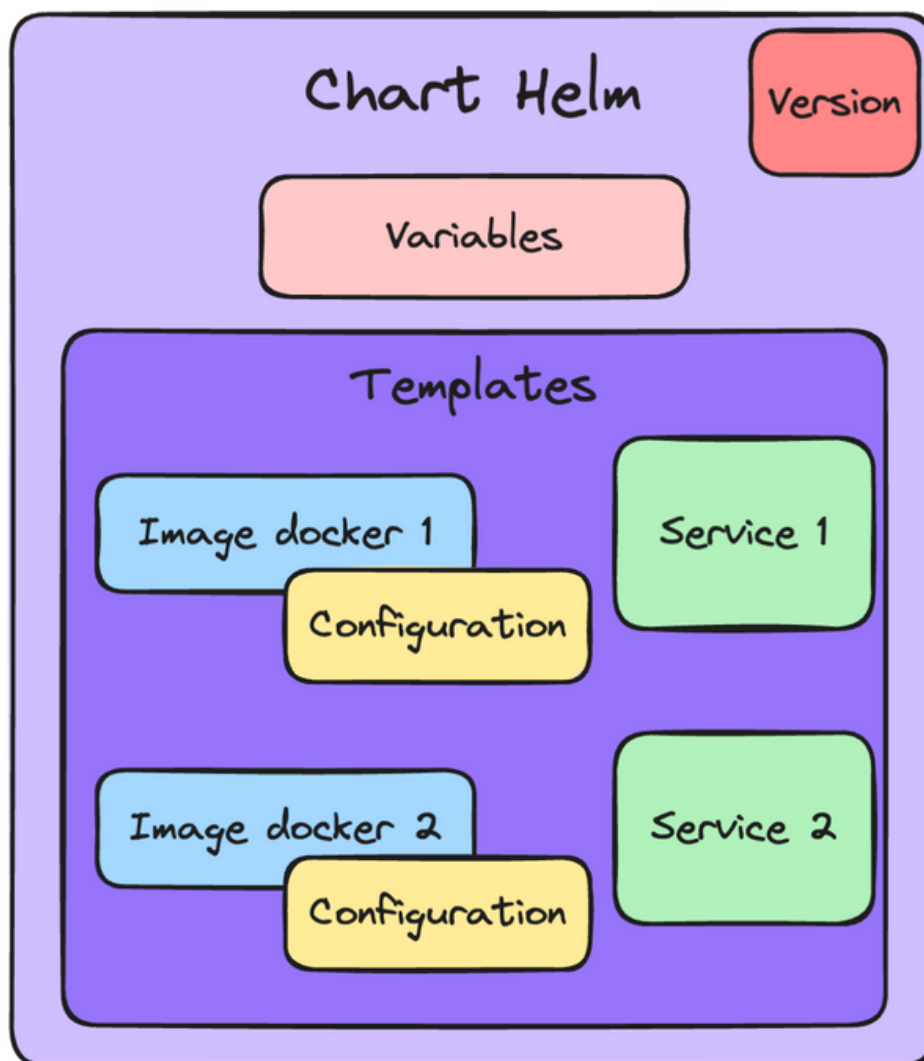 Chart Helm
Version
Variables
Templates
Image docker 1
Service 1
Configuration
Image docker 2
Service 2
Configuration